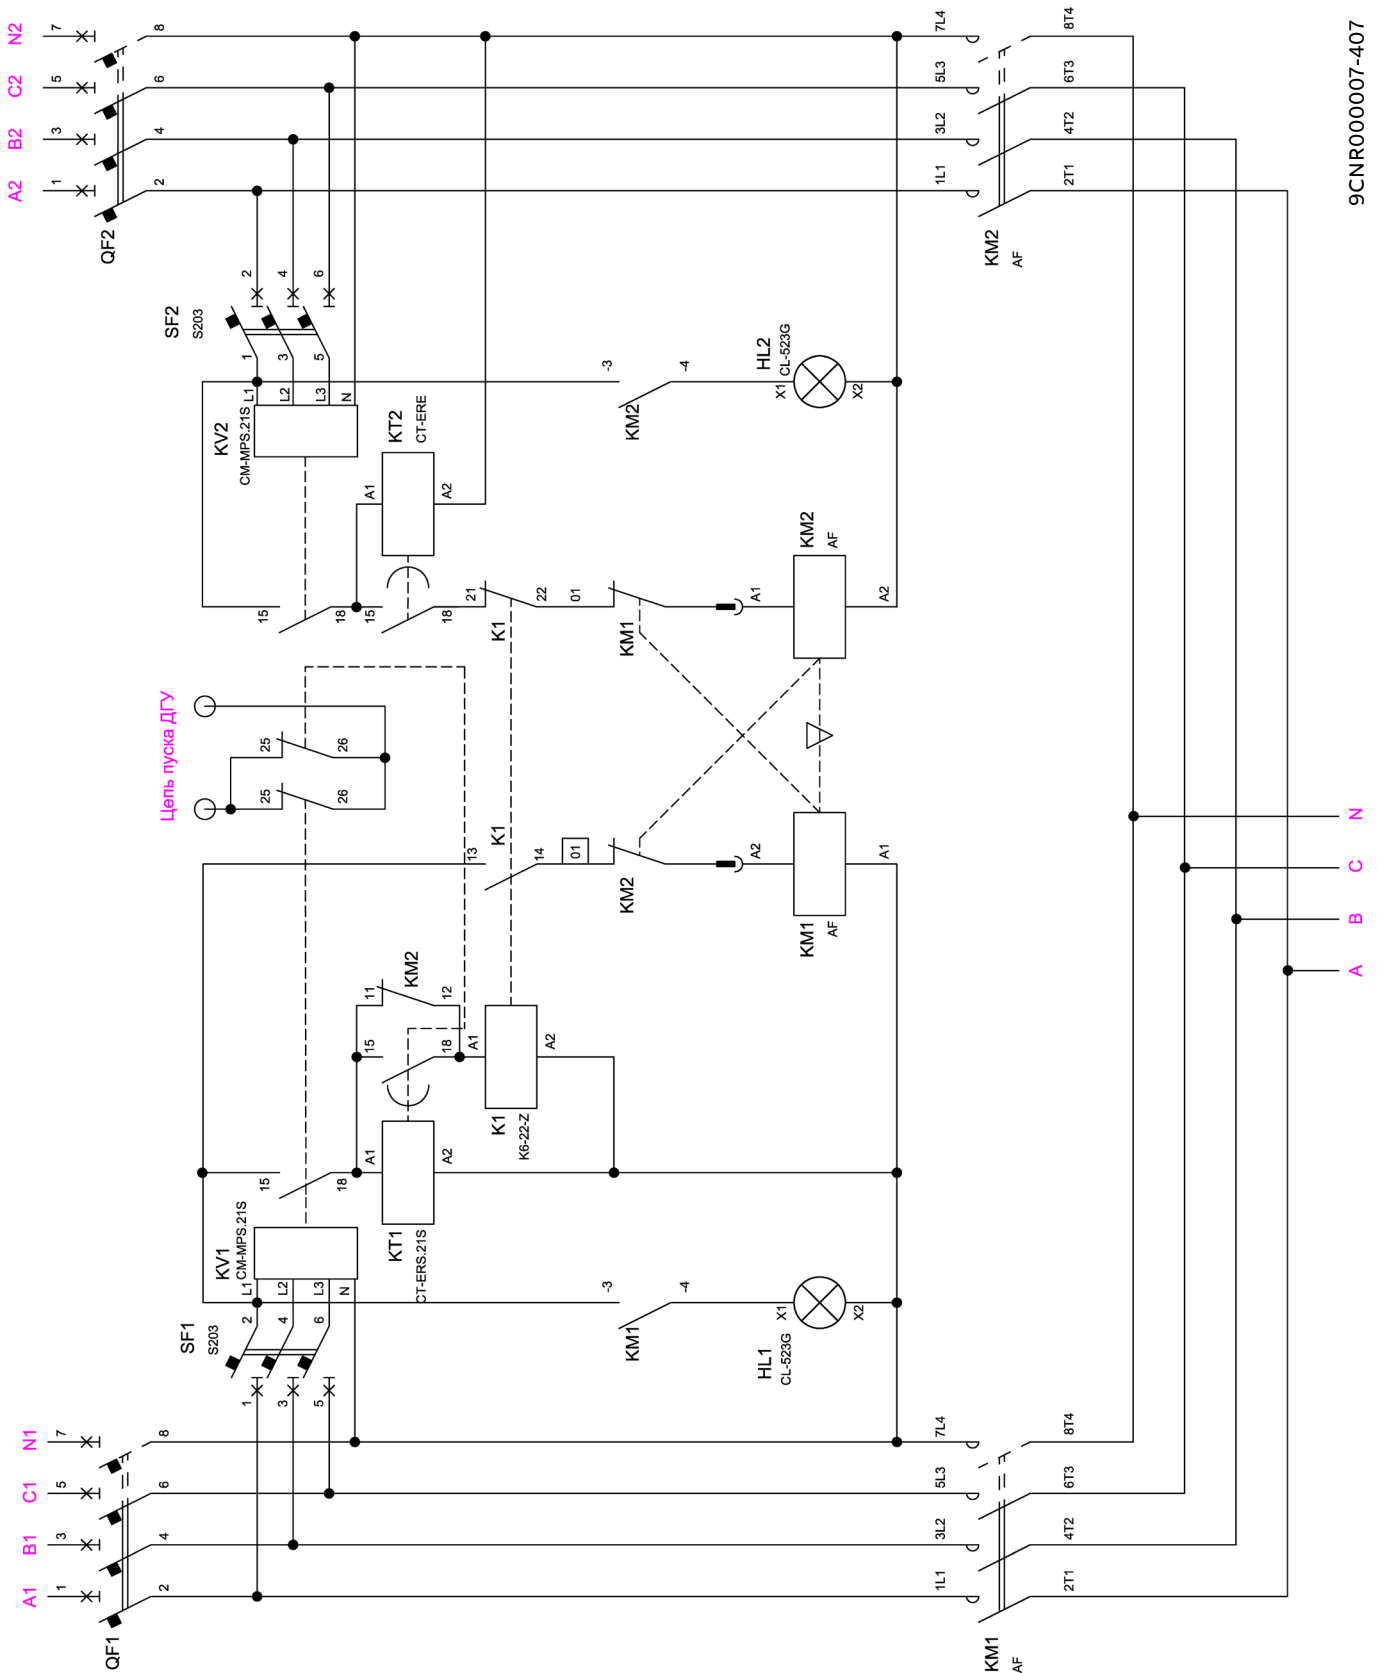 A1 B1 C1 N1 A2 B2 C2 N2
1 3 5 7 1 3 5 7
QF1 QF2
2 4 6 8 2 4 6 8
Цепь пуска ДГУ
SF1
S203
SF2
S203
1 2
3 4
5 6
1 2
3 4
5 6
KV1
CM-MPS.21S
L1
L2
L3
N
KV2
CM-MPS.21S
L1
L2
L3
N
15 25 25 15
18 26 26 18
KT1
CT-ERS.21S
A1
A2
15
18
KM2
11
12
15
18
KT2
CT-ERE
A1
A2
K1
K6-22-Z
A1
A2
K1
13
14
K1
21
22
01
01
KM1
-3
-4
KM2
KM1
KM2
-3
-4
HL1
CL-523G
X1
X2
KM1
AF
A2
A1
KM2
AF
A1
A2
HL2
CL-523G
X1
X2
1L1 3L2 5L3 7L4 1L1 3L2 5L3 7L4
KM1
AF
KM2
AF
2T1 4T2 6T3 8T4 2T1 4T2 6T3 8T4
A B C N
9CNR000007-407